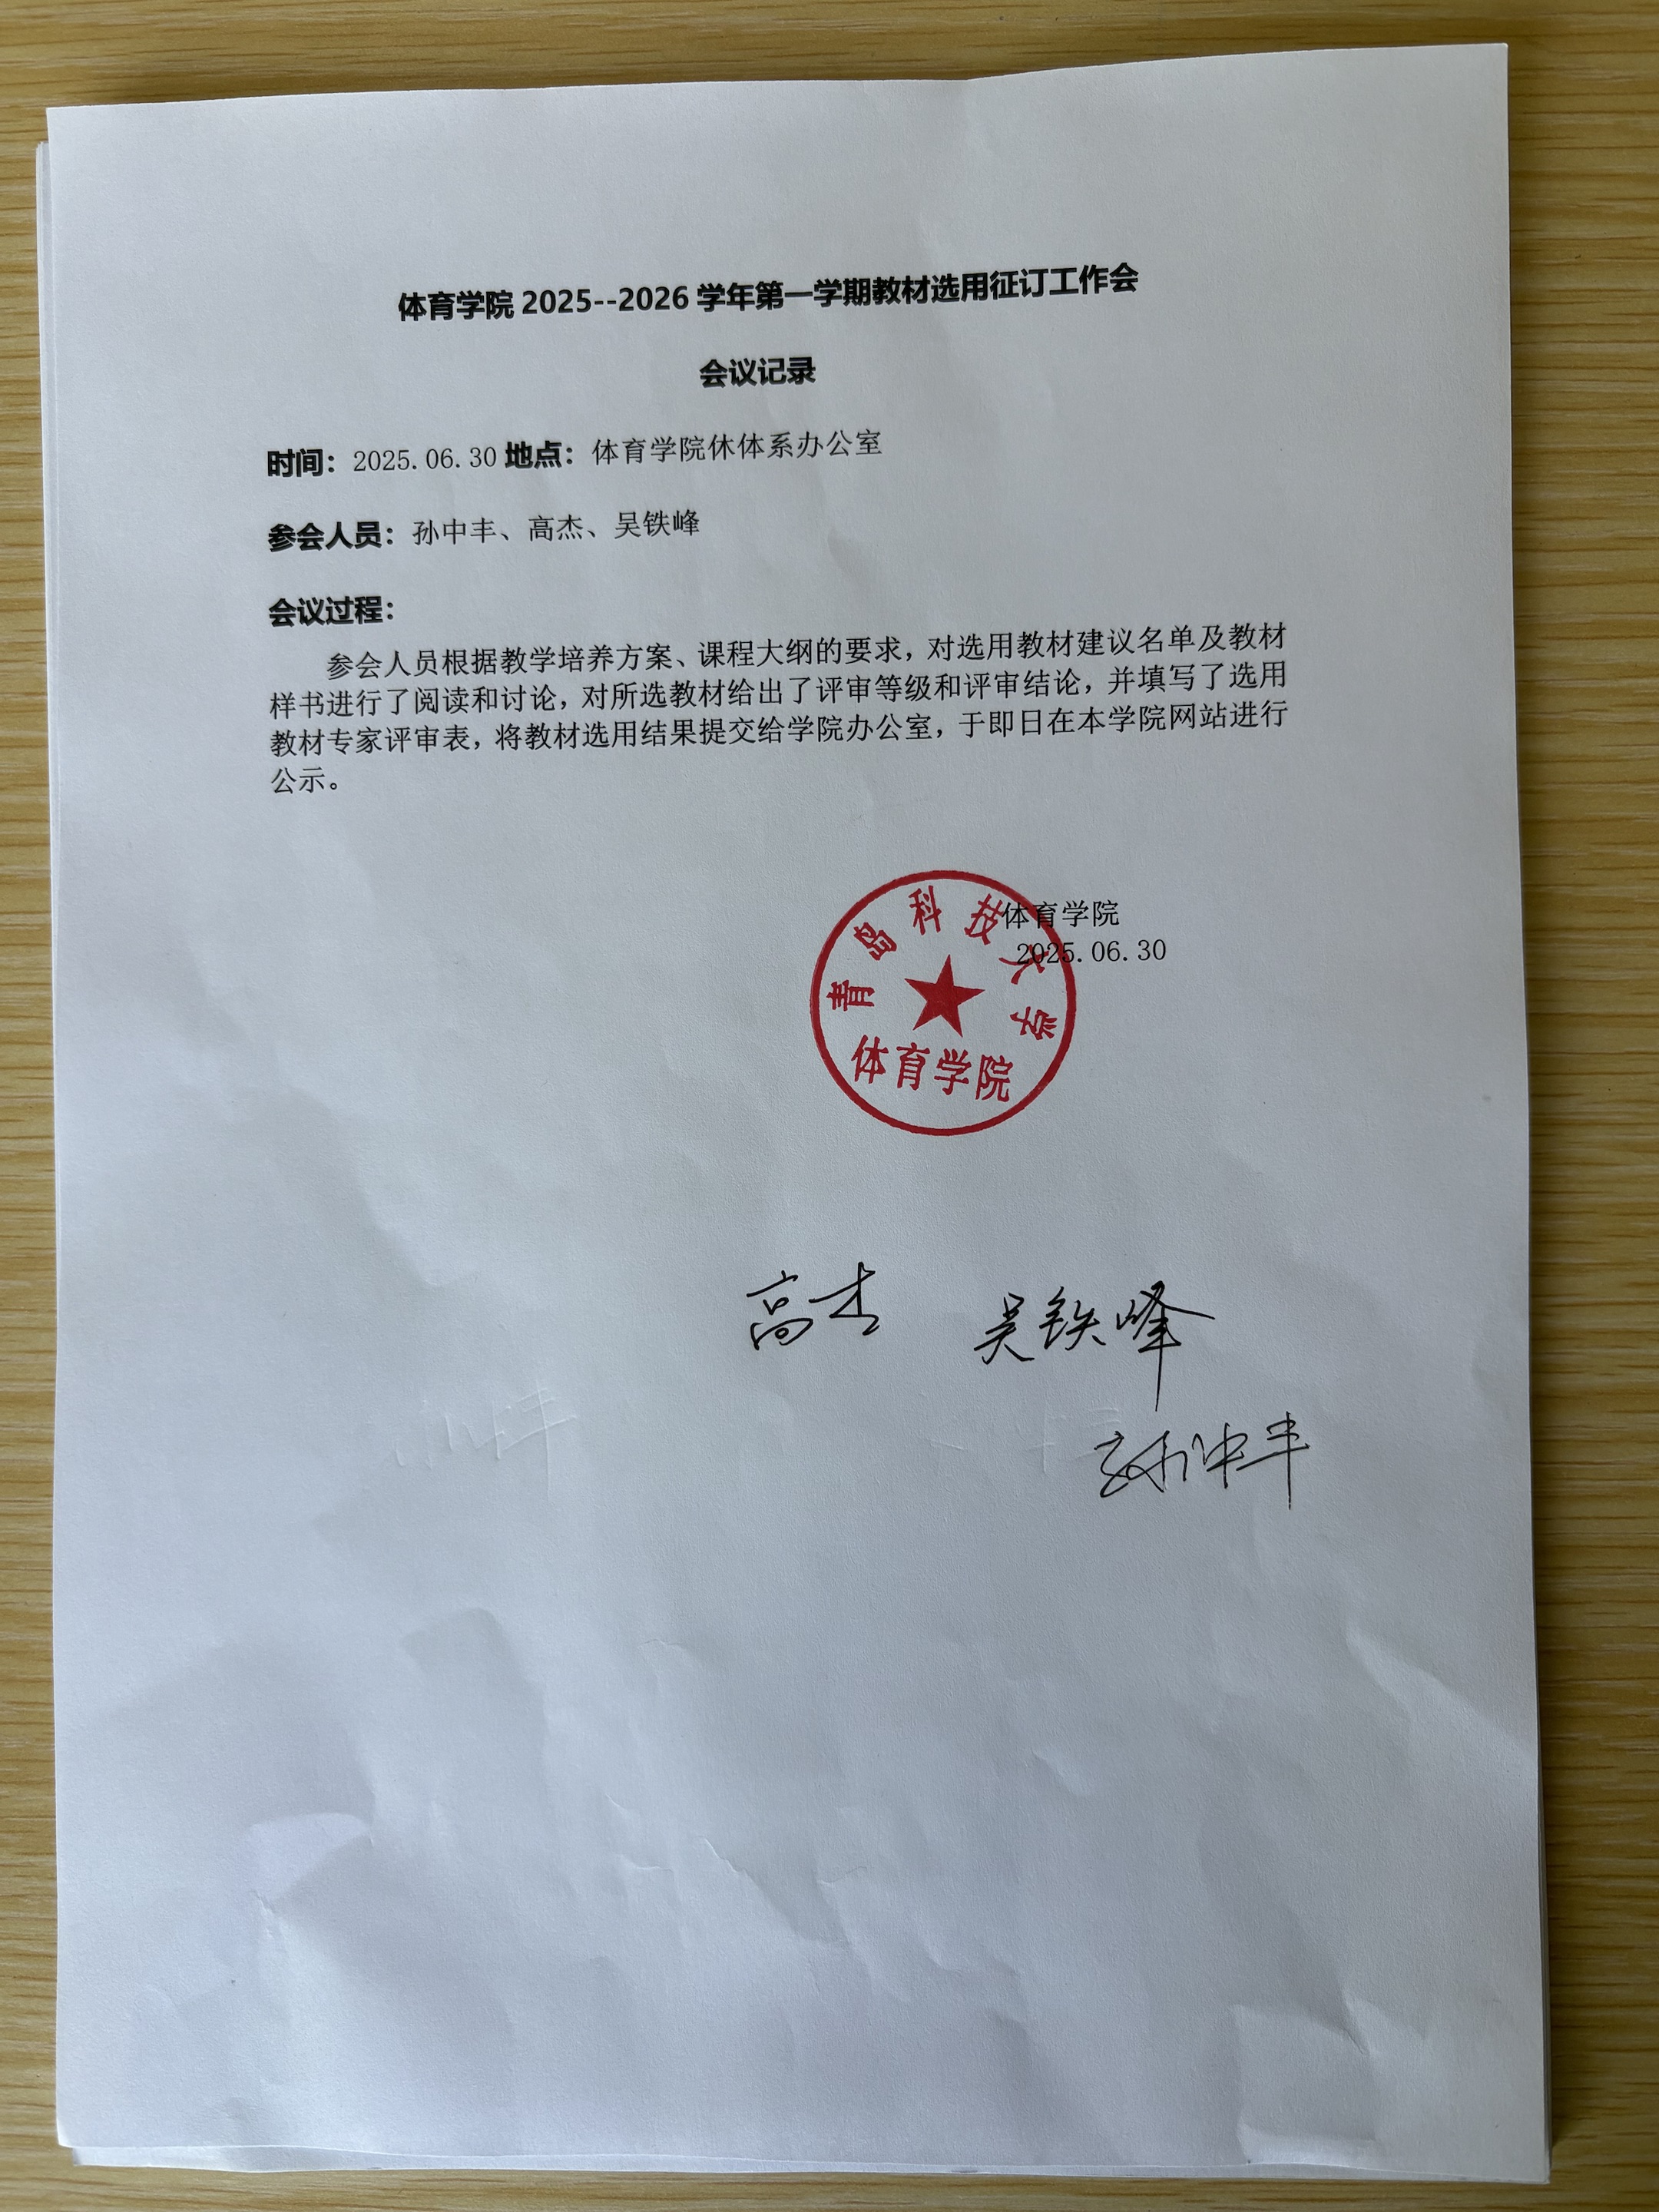 体育学院 2025--2026 学年第一学期教材选用征订工作会
会议记录
时间：2025.06.30 地点：体育学院休体系办公室
参会人员：孙中丰、高杰、吴铁峰
会议过程：
参会人员根据教学培养方案、课程大纲的要求，对选用教材建议名单及教材
样书进行了阅读和讨论，对所选教材给出了评审等级和评审结论，并填写了选用
教材专家评审表，将教材选用结果提交给学院办公室，于即日在本学院网站进行
公示。
体育学院
2025.06.30
青岛科技大学
体育学院
高杰 吴铁峰
孙中丰